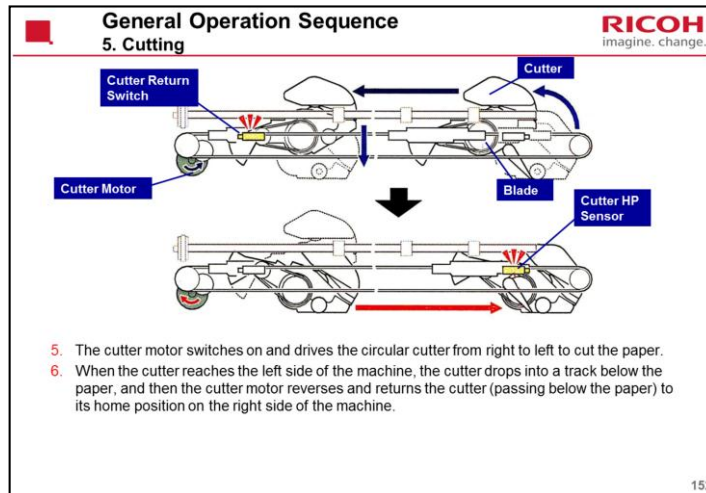 General Operation Sequence
5. Cutting
RICOH
imagine. change.
Cutter Return
Switch
Cutter
Cutter Motor
Blade
Cutter HP
Sensor
5. The cutter motor switches on and drives the circular cutter from right to left to cut the paper.
6. When the cutter reaches the left side of the machine, the cutter drops into a track below the
paper, and then the cutter motor reverses and returns the cutter (passing below the paper) to
its home position on the right side of the machine.